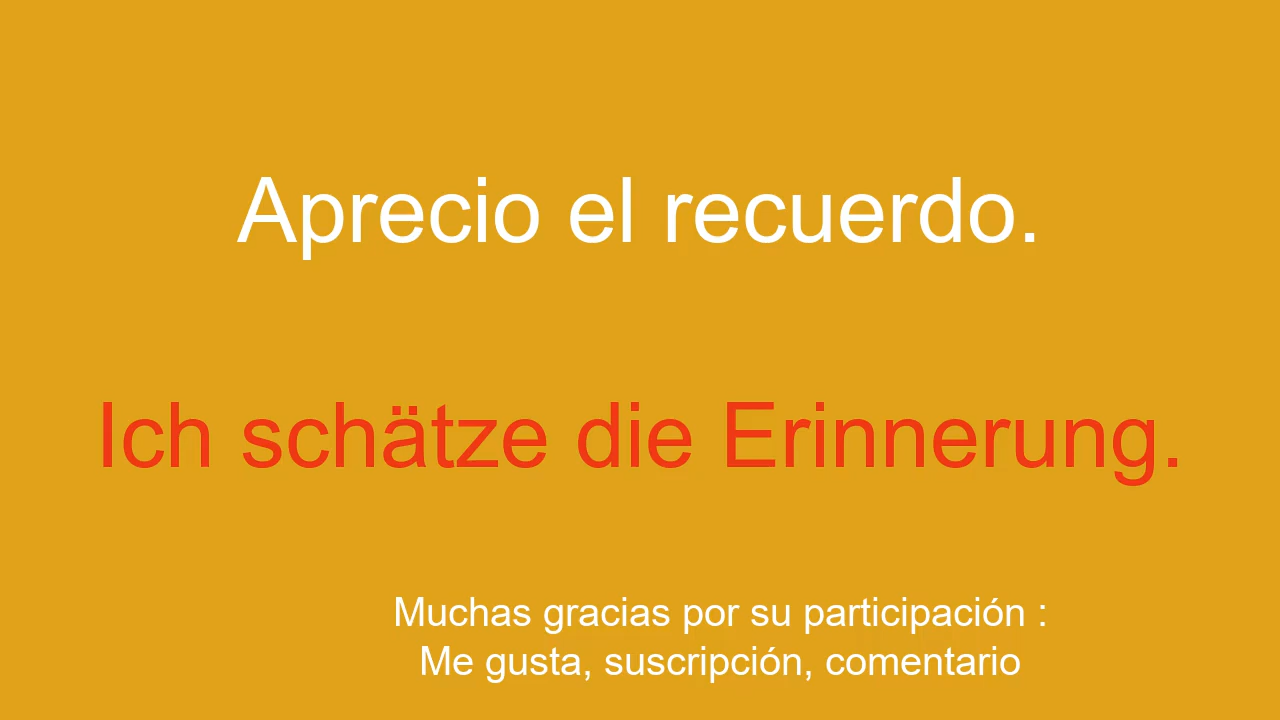 Aprecio el recuerdo.
Ich schätze die Erinnerung.
Muchas gracias por su participación :
Me gusta, suscripción, comentario